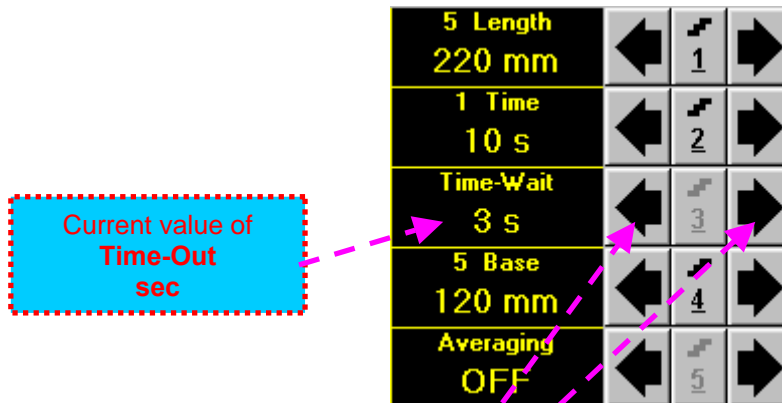 5 Length
220 mm
1
1 Time
10 s
2
Time-Wait
3 s
3
Current value of
Time-Out
sec
5 Base
120 mm
4
Averaging
OFF
5